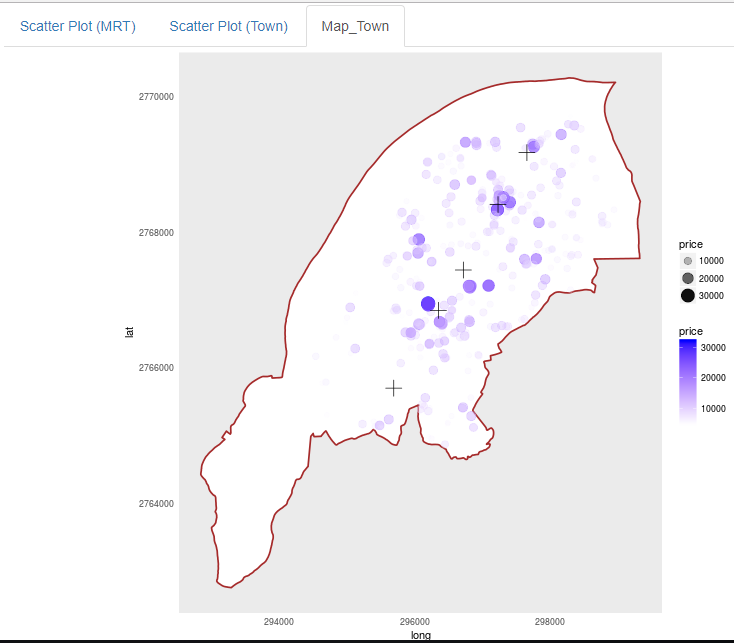 Scatter Plot (MRT)
Scatter Plot (Town)
Map_Town
2770000
2768000
2766000
2764000
lat
294000
296000
298000
long
price
10000
20000
30000
price
30000
20000
10000